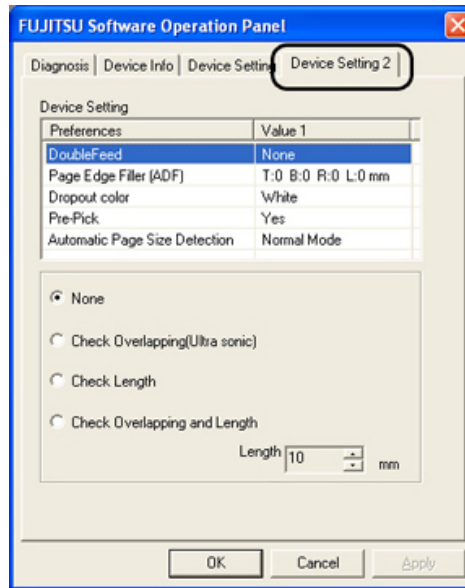 FUJITSU Software Operation Panel
Diagnosis Device Info Device Setting Device Setting 2
Device Setting
Preferences Value 1
DoubleFeed None
Page Edge Filler (ADF) T:0 B:0 R:0 L:0 mm
Dropout color White
Pre-Pick Yes
Automatic Page Size Detection Normal Mode
None
Check Overlapping(Ultra sonic)
Check Length
Check Overlapping and Length
Length 10 mm
OK Cancel Apply